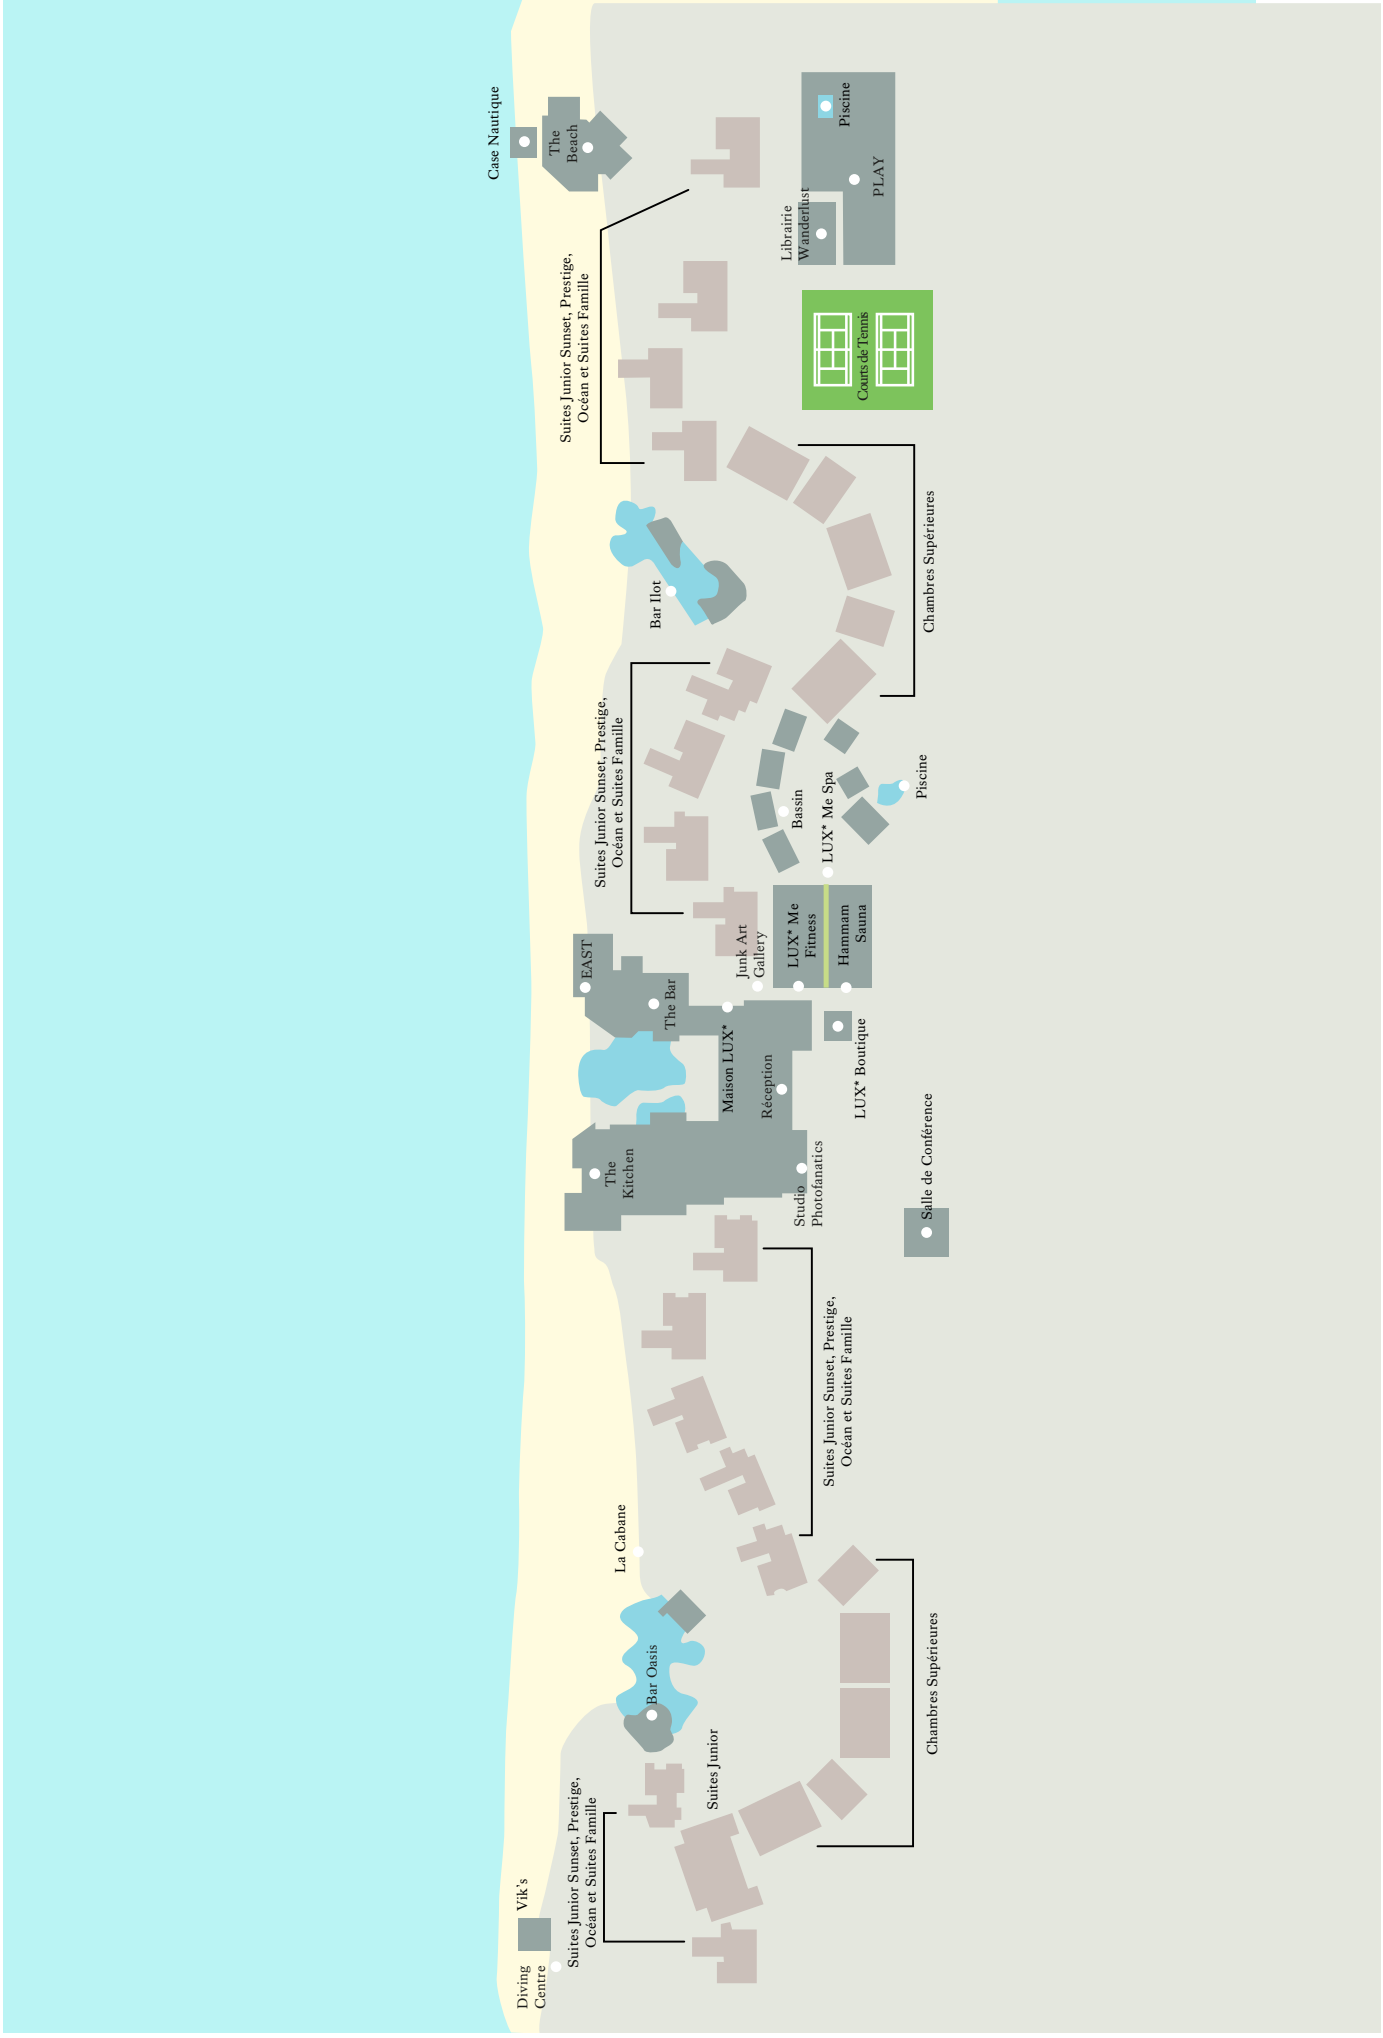 Case Nautique
The
Beach
Piscine
PLAY
Librairie
Wanderlust
Suites Junior Sunset, Prestige,
Océan et Suites Famille
Courts de Tennis
Chambres Supérieures
Bar Ilot
Suites Junior Sunset, Prestige,
Océan et Suites Famille
Piscine
Bassin
LUX* Me Spa
LUX* Me
Fitness
Hammam
Sauna
Junk Art
Gallery
EAST
The Bar
Maison LUX*
Réception
LUX* Boutique
The
Kitchen
Studio
Photofanatics
Salle de Conférence
Suites Junior Sunset, Prestige,
Océan et Suites Famille
La Cabane
Bar Oasis
Chambres Supérieures
Suites Junior
Suites Junior Sunset, Prestige,
Océan et Suites Famille
Vik's
Diving
Centre